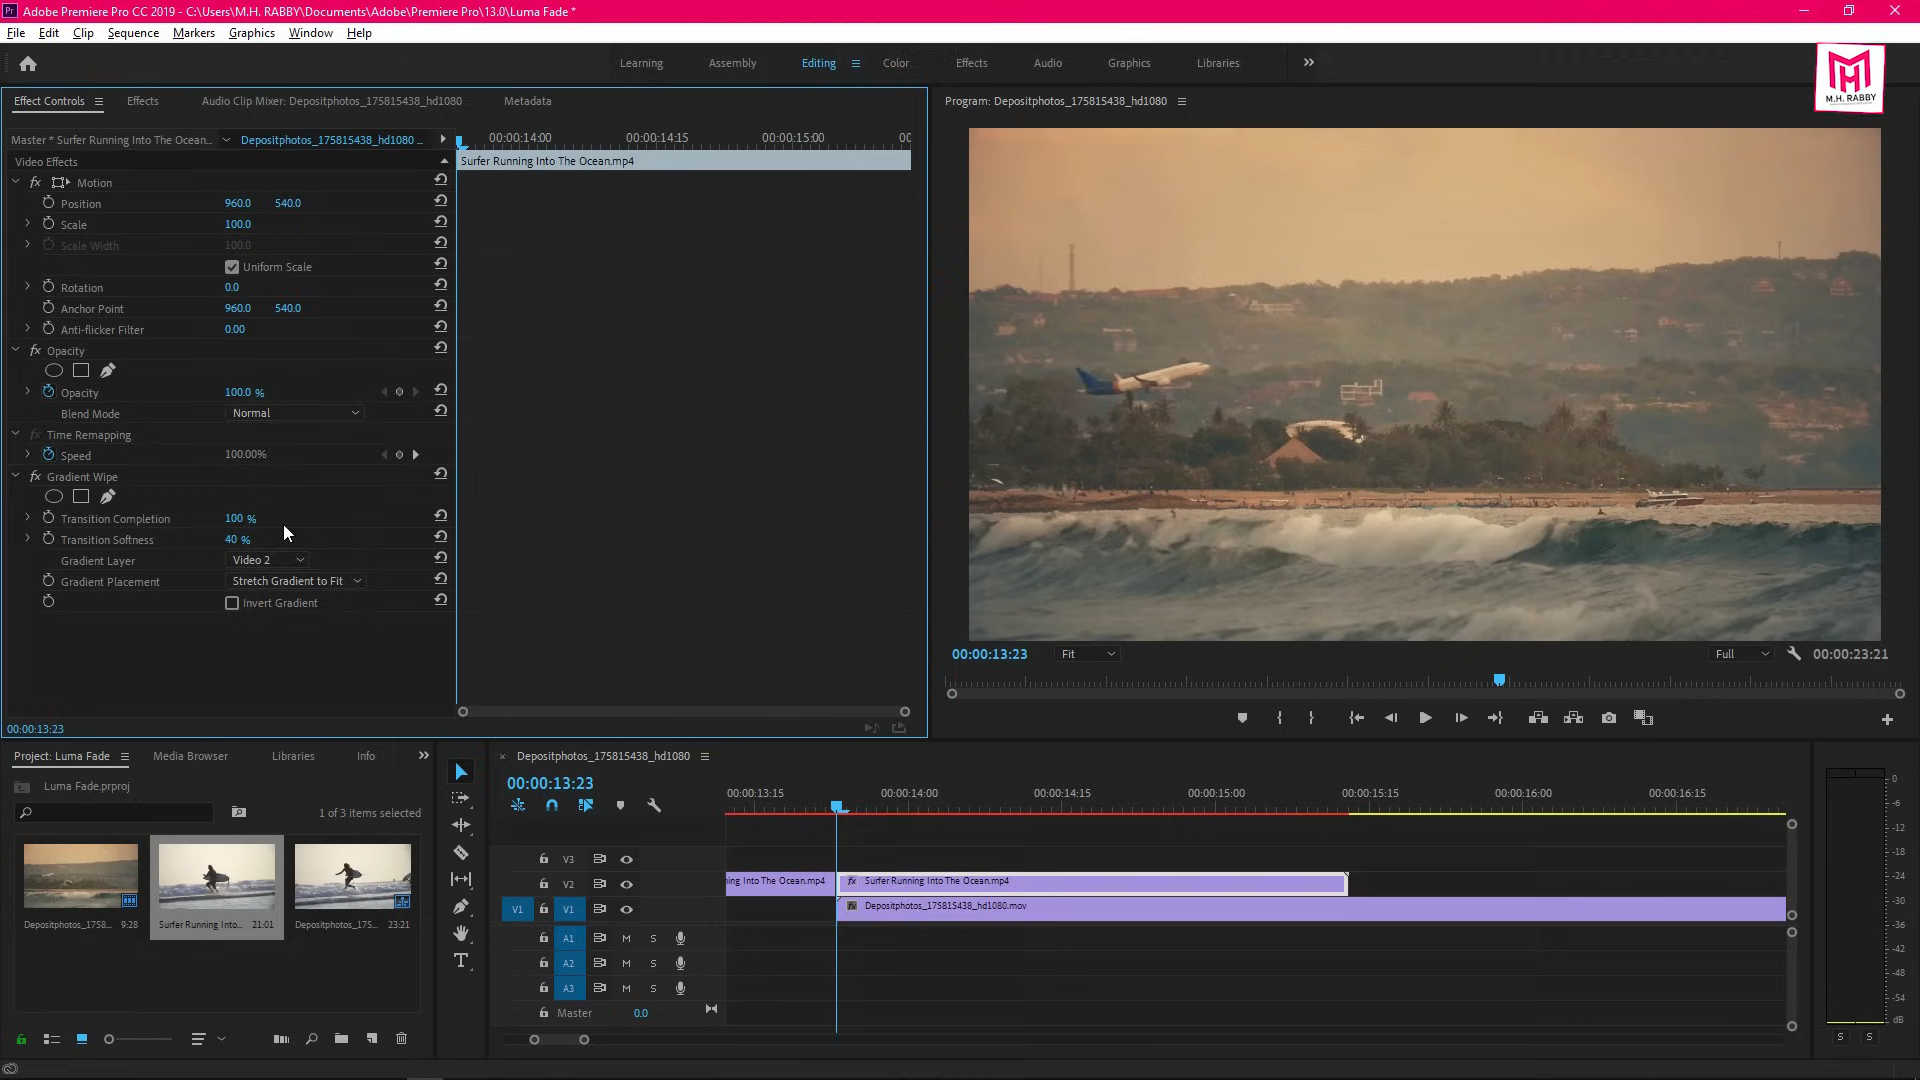 Adobe Premiere Pro CC 2019 - C:\Users\M.H. RABBY\Documents\Adobe\Premiere Pro\13.0\Luma Fade *
File Edit Clip Sequence Markers Graphics Window Help
Learning Assembly Editing Color Effects Audio Graphics Libraries
M.H. RABBY
Effect Controls Effects Audio Clip Mixer: Depositphotos_175815438_hd1080 Metadata
Master * Surfer Running Into The Ocean... Depositphotos_175815438_hd1080 ...
00:00:14:00 00:00:14:15 00:00:15:00 00
Video Effects
Surfer Running Into The Ocean.mp4
fx Motion
Position 960.0 540.0
Scale 100.0
Scale Width 100.0
Uniform Scale
Rotation 0.0
Anchor Point 960.0 540.0
Anti-flicker Filter 0.00
fx Opacity
Opacity 100.0 %
Blend Mode Normal
fx Time Remapping
Speed 100.00%
fx Gradient Wipe
Transition Completion 100 %
Transition Softness 40 %
Gradient Layer Video 2
Gradient Placement Stretch Gradient to Fit
Invert Gradient
00:00:13:23
Program: Depositphotos_175815438_hd1080
00:00:13:23 Fit Full 00:00:23:21
Project: Luma Fade Media Browser Libraries Info
Luma Fade.prproj
1 of 3 items selected
Depositphotos_1758... 9:28
Surfer Running Into... 21:01
Depositphotos_175... 23:21
Depositphotos_175815438_hd1080
00:00:13:23
00:00:13:15 00:00:14:00 00:00:14:15 00:00:15:00 00:00:15:15 00:00:16:00 00:00:16:15
V3
V2 ning Into The Ocean.mp4 fx Surfer Running Into The Ocean.mp4
V1 V1 fx Depositphotos_175815438_hd1080.mov
A1 M S
A2 M S
A3 M S
Master 0.0
0
-6
-12
-18
-24
-30
-36
-42
-48
-54
dB
S S